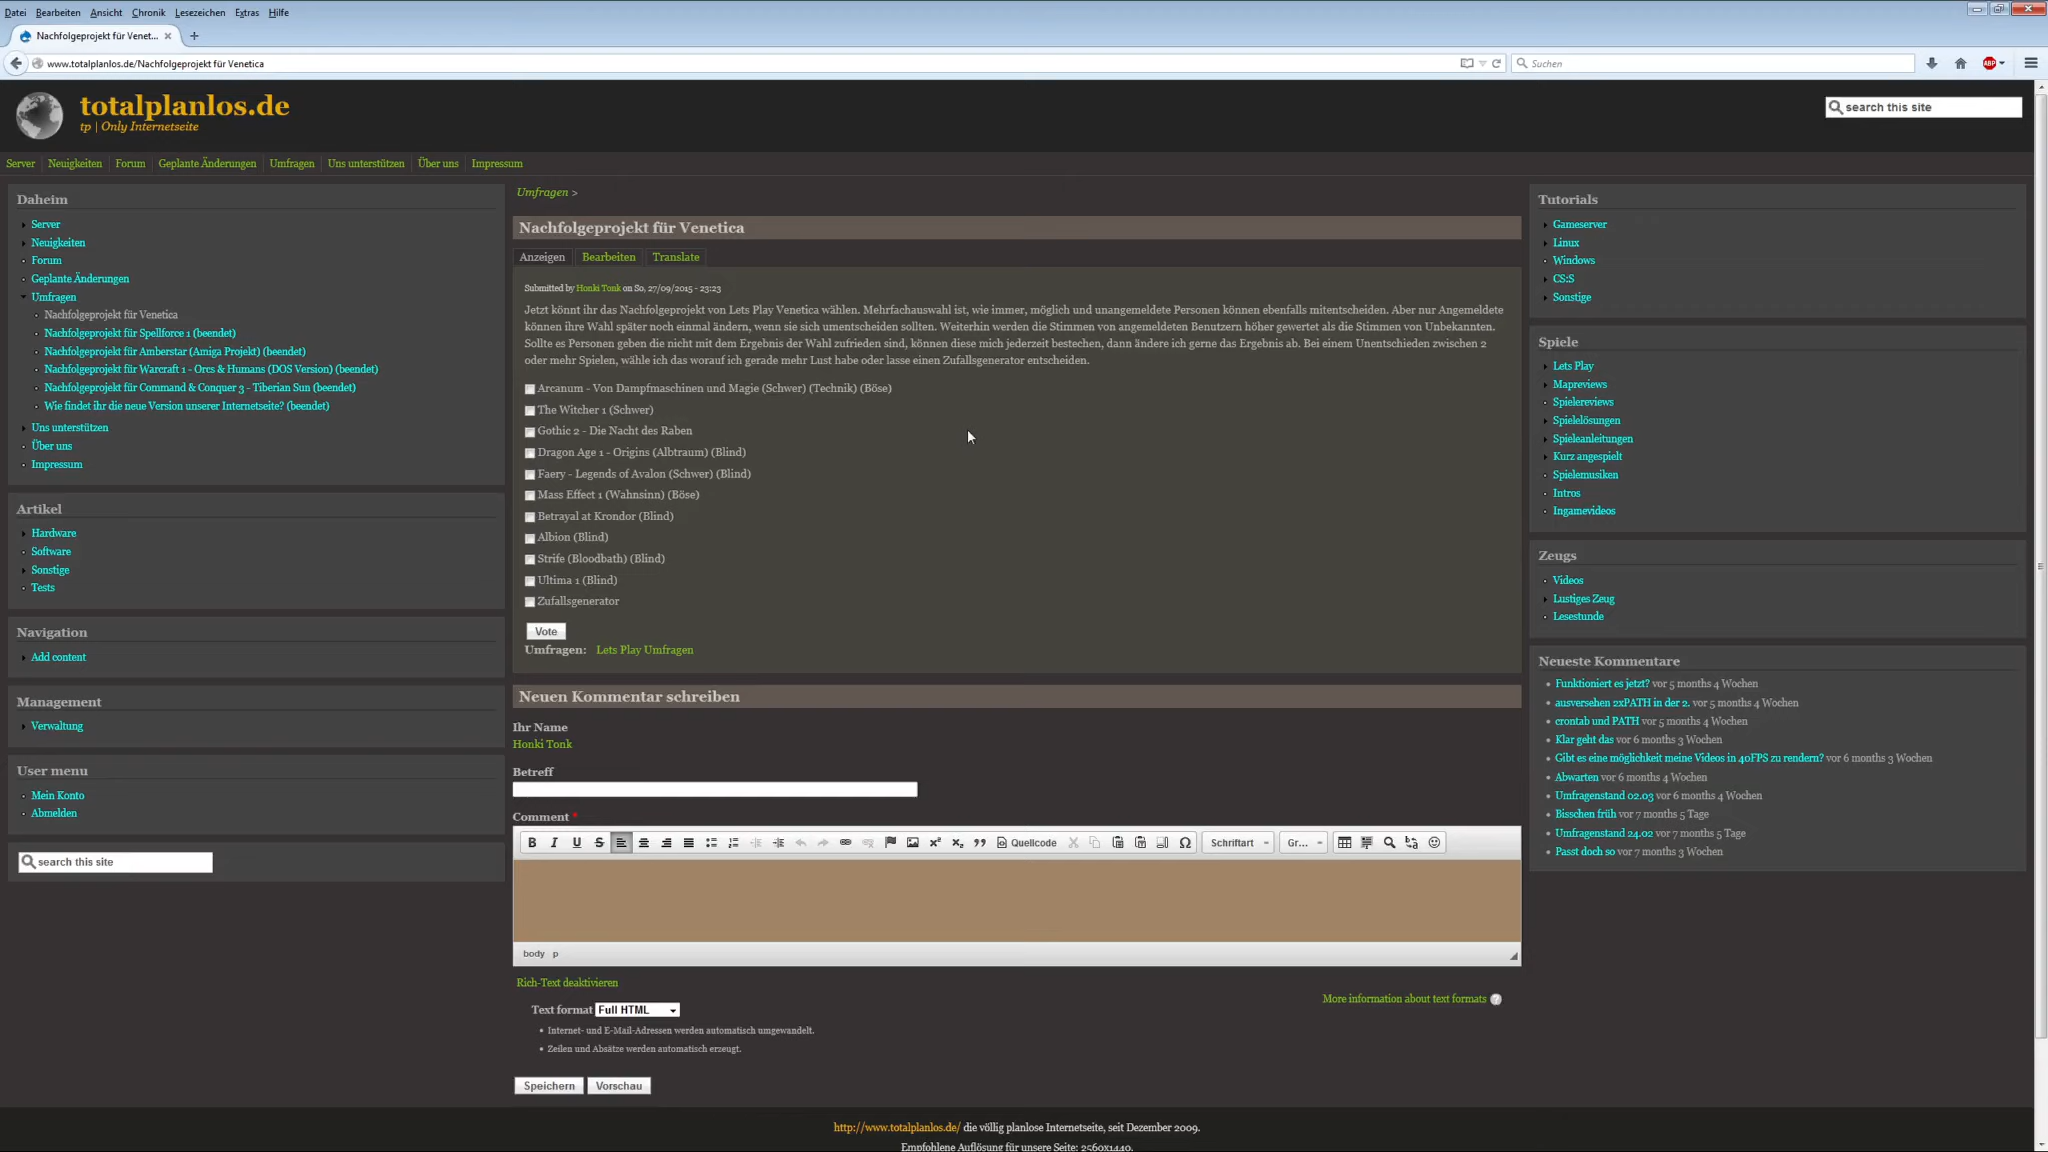 Datei Bearbeiten Ansicht Chronik Lesezeichen Extras Hilfe
Nachfolgeprojekt für Venet...
www.totalplanlos.de/Nachfolgeprojekt für Venetica
Suchen
ABP
totalplanlos.de
tp | Only Internetseite
search this site
Server Neuigkeiten Forum Geplante Änderungen Umfragen Uns unterstützen Über uns Impressum
Daheim
Server
Neuigkeiten
Forum
Geplante Änderungen
Umfragen
Nachfolgeprojekt für Venetica
Nachfolgeprojekt für Spellforce 1 (beendet)
Nachfolgeprojekt für Amberstar (Amiga Projekt) (beendet)
Nachfolgeprojekt für Warcraft 1 - Orcs & Humans (DOS Version) (beendet)
Nachfolgeprojekt für Command & Conquer 3 - Tiberian Sun (beendet)
Wie findet ihr die neue Version unserer Internetseite? (beendet)
Uns unterstützen
Über uns
Impressum
Artikel
Hardware
Software
Sonstige
Tests
Navigation
Add content
Management
Verwaltung
User menu
Mein Konto
Abmelden
search this site
Umfragen >
Nachfolgeprojekt für Venetica
Anzeigen Bearbeiten Translate
Submitted by Honki Tonk on So, 27/09/2015 - 23:23
Jetzt könnt ihr das Nachfolgeprojekt von Lets Play Venetica wählen. Mehrfachauswahl ist, wie immer, möglich und unangemeldete Personen können ebenfalls mitentscheiden. Aber nur Angemeldete
können ihre Wahl später noch einmal ändern, wenn sie sich umentscheiden sollten. Weiterhin werden die Stimmen von angemeldeten Benutzern höher gewertet als die Stimmen von Unbekannten.
Sollte es Personen geben die nicht mit dem Ergebnis der Wahl zufrieden sind, können diese mich jederzeit bestechen, dann ändere ich gerne das Ergebnis ab. Bei einem Unentschieden zwischen 2
oder mehr Spielen, wähle ich das worauf ich gerade mehr Lust habe oder lasse einen Zufallsgenerator entscheiden.
Arcanum - Von Dampfmaschinen und Magie (Schwer) (Technik) (Böse)
The Witcher 1 (Schwer)
Gothic 2 - Die Nacht des Raben
Dragon Age 1 - Origins (Albtraum) (Blind)
Faery - Legends of Avalon (Schwer) (Blind)
Mass Effect 1 (Wahnsinn) (Böse)
Betrayal at Krondor (Blind)
Albion (Blind)
Strife (Bloodbath) (Blind)
Ultima 1 (Blind)
Zufallsgenerator
Vote
Umfragen: Lets Play Umfragen
Neuen Kommentar schreiben
Ihr Name
Honki Tonk
Betreff
Comment *
B I U S Quellcode Schriftart Gr...
body p
Rich-Text deaktivieren
More information about text formats ?
Text format Full HTML
Internet- und E-Mail-Adressen werden automatisch umgewandelt.
Zeilen und Absätze werden automatisch erzeugt.
Speichern Vorschau
Tutorials
Gameserver
Linux
Windows
CS:S
Sonstige
Spiele
Lets Play
Mapreviews
Spielereviews
Spielelösungen
Spieleanleitungen
Kurz angespielt
Spielemusiken
Intros
Ingamevideos
Zeugs
Videos
Lustiges Zeug
Lesestunde
Neueste Kommentare
Funktioniert es jetzt? vor 5 months 4 Wochen
ausversehen 2xPATH in der 2. vor 5 months 4 Wochen
crontab und PATH vor 5 months 4 Wochen
Klar geht das vor 6 months 3 Wochen
Gibt es eine möglichkeit meine Videos in 40FPS zu rendern? vor 6 months 3 Wochen
Abwarten vor 6 months 4 Wochen
Umfragenstand 02.03 vor 6 months 4 Wochen
Bisschen früh vor 7 months 5 Tage
Umfragenstand 24.02 vor 7 months 5 Tage
Passt doch so vor 7 months 3 Wochen
http://www.totalplanlos.de/ die völlig planlose Internetseite, seit Dezember 2009.
Empfohlene Auflösung für unsere Seite: 2560x1440.